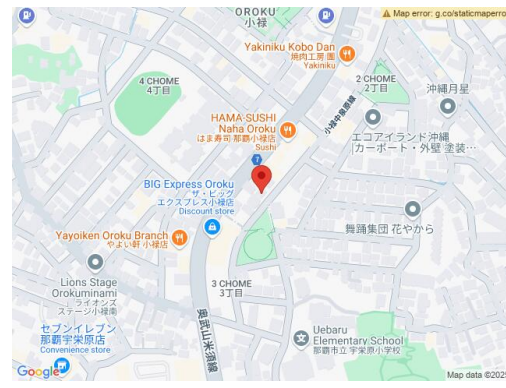 OROKU
小禄
Map error: g.co/staticmaperro
Yakiniku Kobo Dan
焼肉工房 團
Yakiniku
4 CHOME
4丁目
2 CHOME
2丁目
沖縄月星
HAMA-SUSHI
Naha Oroku
はま寿司 那覇小禄店
Sushi
小禄中泉原線
エコアイランド沖縄
|カーポート・外壁 塗装…
7
BIG Express Oroku
ザ・ビッグ
エクスプレス小禄店
Discount store
Yayoiken Oroku Branch
やよい軒 小禄店
舞踊集団 花やから
Lions Stage
Orokuminami
ライオンズ
ステージ小禄南
3 CHOME
3丁目
奥武山米須線
セブンイレブン
那覇宇栄原店
Convenience store
Uebaru
Elementary School
那覇市立 宇栄原小学校
Google
Map data ©2025